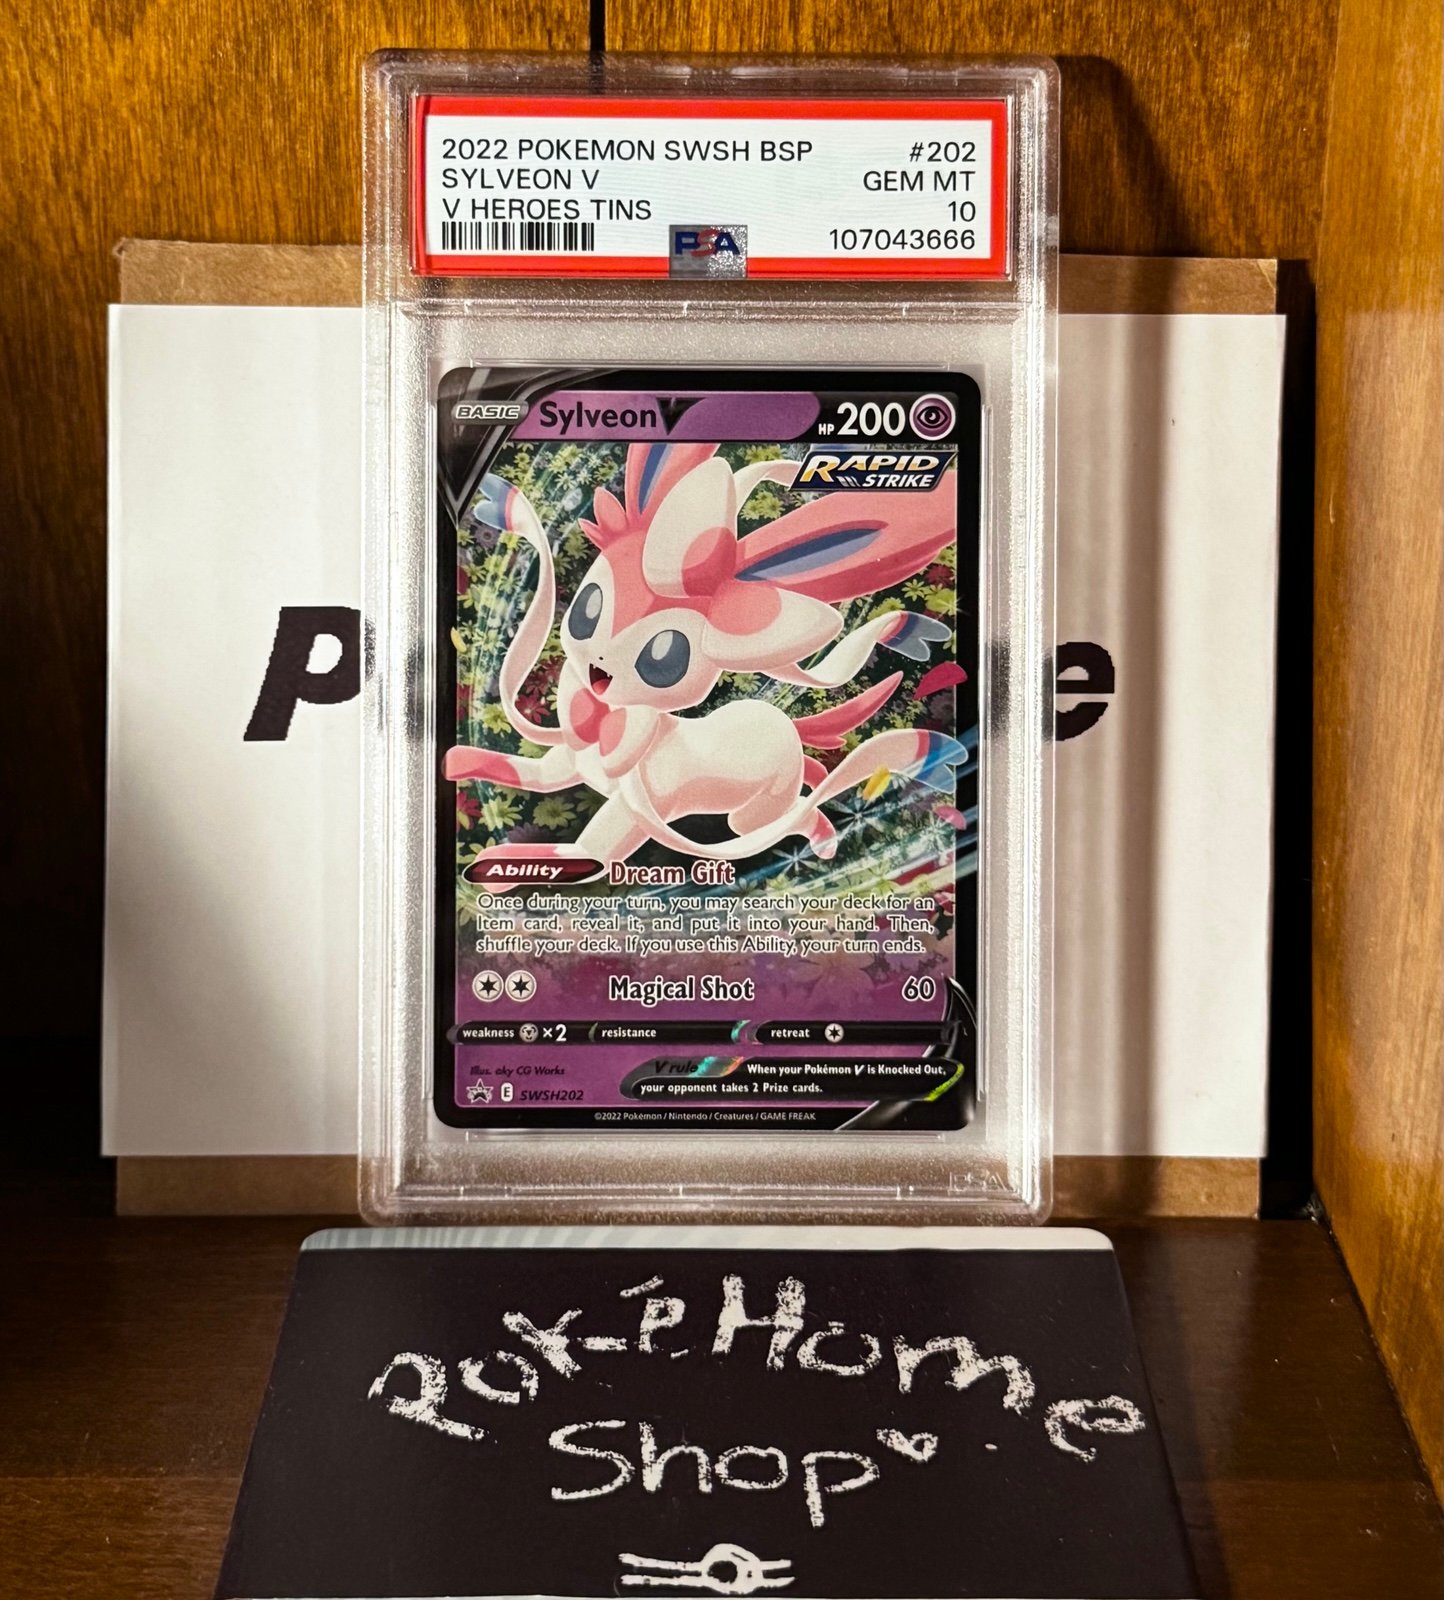 2022 POKEMON SWSH BSP #202
SYLVEON V GEM MT
V HEROES TINS 10
PSA 107043666
BASIC Sylveon V HP 200
RAPID STRIKE
Ability Dream Gift
Once during your turn, you may search your deck for an
Item card, reveal it, and put it into your hand. Then,
shuffle your deck. If you use this Ability, your turn ends.
Magical Shot 60
weakness ×2 resistance retreat
Illus. aky CG Works V rule When your Pokémon V is Knocked Out,
your opponent takes 2 Prize cards.
E SWSH202
©2022 Pokémon / Nintendo / Creatures / GAME FREAK
PSA
P e
PokéHome
Shop